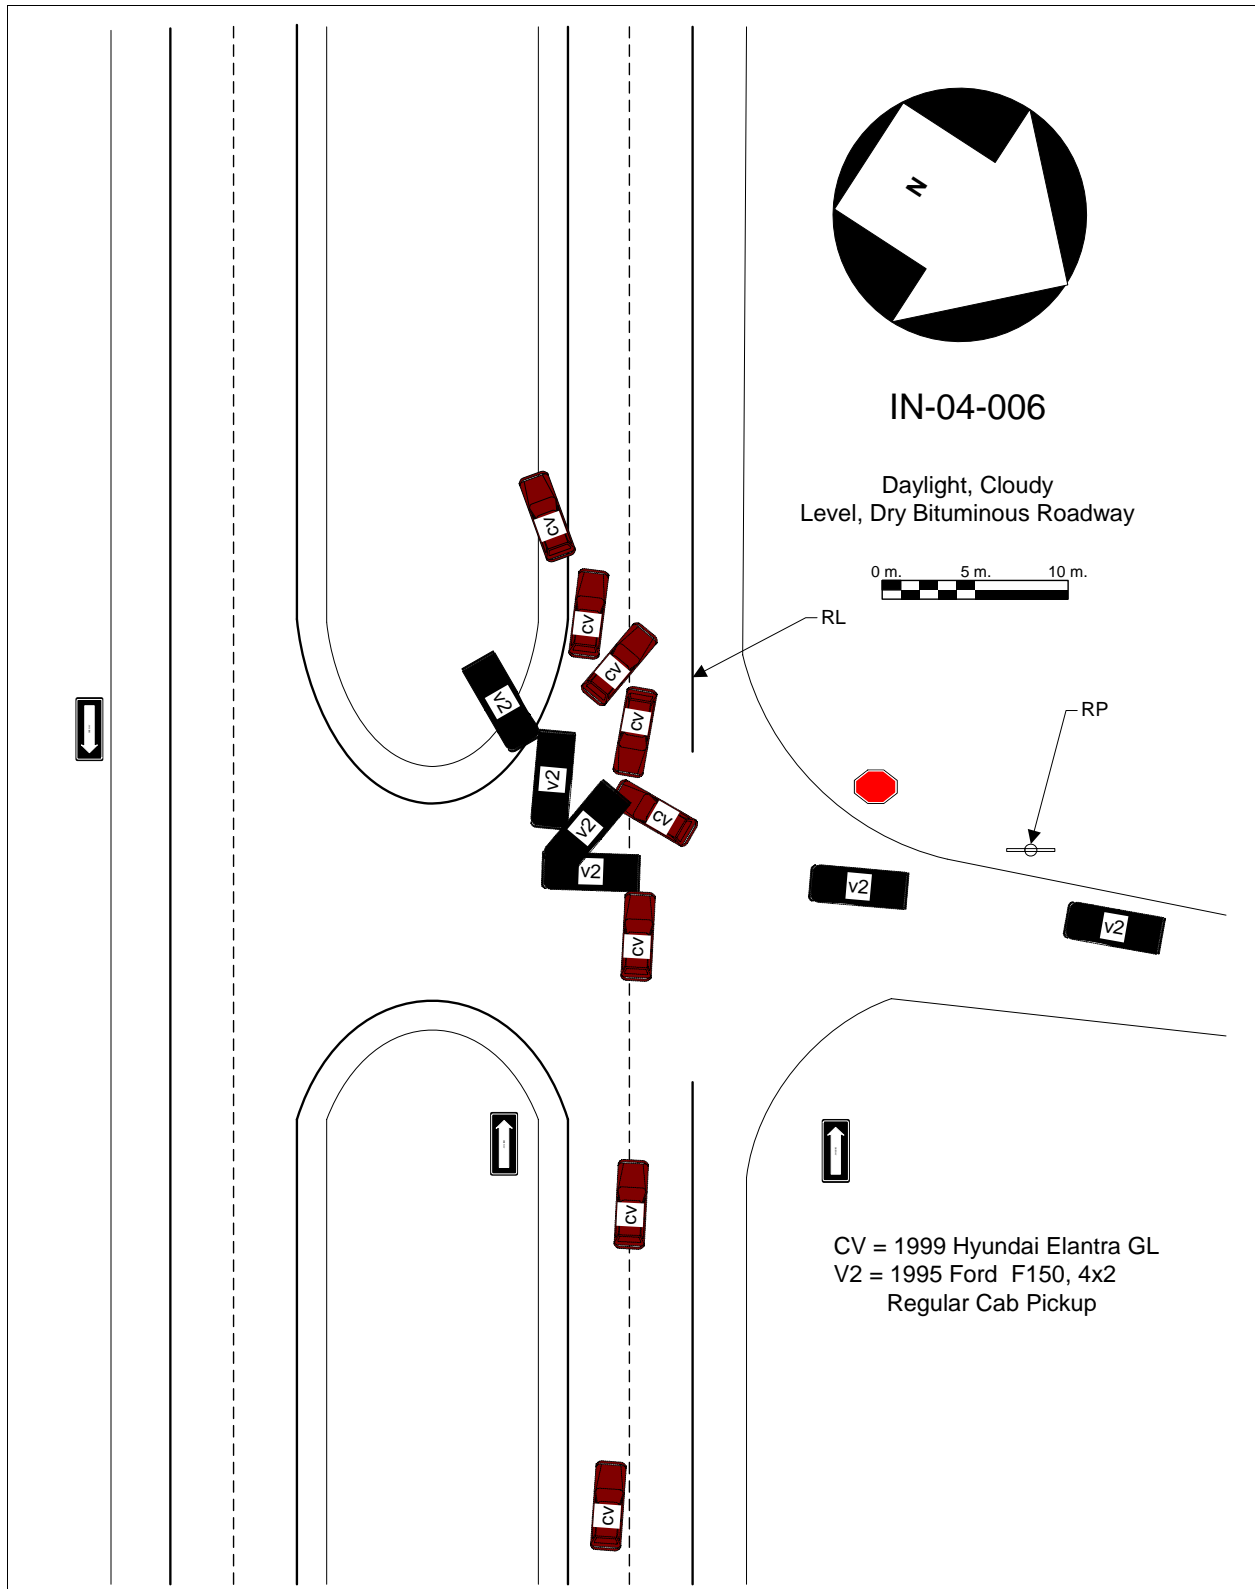 N
IN-04-006
Daylight, Cloudy
Level, Dry Bituminous Roadway
0 m. 5 m. 10 m.
RL
RP
CV
CV
CV
CV
CV
CV
CV
CV
V2
V2
V2
V2
V2
V2
CV = 1999 Hyundai Elantra GL
V2 = 1995 Ford F150, 4x2
Regular Cab Pickup